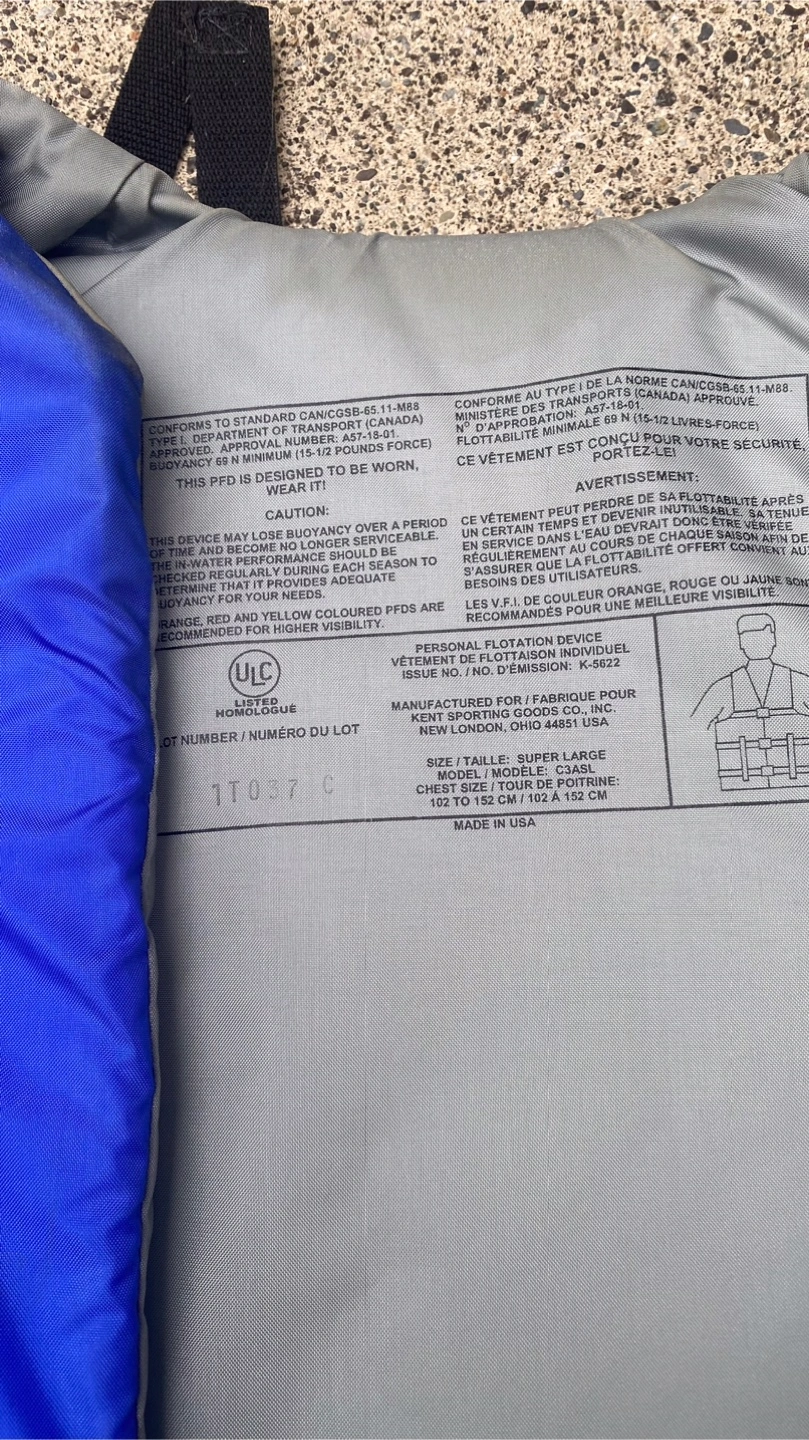 CONFORMS TO STANDARD CAN/CGSB-65.11-M88
TYPE I. DEPARTMENT OF TRANSPORT (CANADA)
APPROVED. APPROVAL NUMBER: A57-18-01.
BUOYANCY 69 N MINIMUM (15-1/2 POUNDS FORCE)
THIS PFD IS DESIGNED TO BE WORN,
WEAR IT!
CAUTION:
THIS DEVICE MAY LOSE BUOYANCY OVER A PERIOD
OF TIME AND BECOME NO LONGER SERVICEABLE.
THE IN-WATER PERFORMANCE SHOULD BE
CHECKED REGULARLY DURING EACH SEASON TO
ETERMINE THAT IT PROVIDES ADEQUATE
UOYANCY FOR YOUR NEEDS.
RANGE, RED AND YELLOW COLOURED PFDS ARE
ECOMMENDED FOR HIGHER VISIBILITY.
CONFORME AU TYPE I DE LA NORME CAN/CGSB-65.11-M88.
MINISTÈRE DES TRANSPORTS (CANADA) APPROUVÉ.
Nº D'APPROBATION: A57-18-01.
FLOTTABILITÉ MINIMALE 69 N (15-1/2 LIVRES-FORCE)
CE VÊTEMENT EST CONÇU POUR VOTRE SÉCURITÉ,
PORTEZ-LE!
AVERTISSEMENT:
CE VÊTEMENT PEUT PERDRE DE SA FLOTTABILITÉ APRÈS
UN CERTAIN TEMPS ET DEVENIR INUTILISABLE. SA TENUE
EN SERVICE DANS L'EAU DEVRAIT DONC ÊTRE VÉRIFÉE
RÉGULIÈREMENT AU COURS DE CHAQUE SAISON AFIN DE
S'ASSURER QUE LA FLOTTABILITÉ OFFERT CONVIENT AUX
BESOINS DES UTILISATEURS.
LES V.F.I. DE COULEUR ORANGE, ROUGE OU JAUNE SON
RECOMMANDÉS POUR UNE MEILLEURE VISIBILITÉ.
ULC
LISTED
HOMOLOGUÉ
LOT NUMBER / NUMÉRO DU LOT
1T037 C
PERSONAL FLOTATION DEVICE
VÊTEMENT DE FLOTTAISON INDIVIDUEL
ISSUE NO. / NO. D'ÉMISSION: K-5622
MANUFACTURED FOR / FABRIQUE POUR
KENT SPORTING GOODS CO., INC.
NEW LONDON, OHIO 44851 USA
SIZE / TAILLE: SUPER LARGE
MODEL / MODÈLE: C3ASL
CHEST SIZE / TOUR DE POITRINE:
102 TO 152 CM / 102 Á 152 CM
MADE IN USA